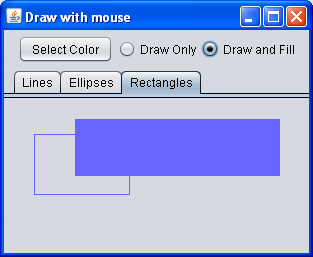 Draw with mouse
Select Color Draw Only Draw and Fill
Lines Ellipses Rectangles